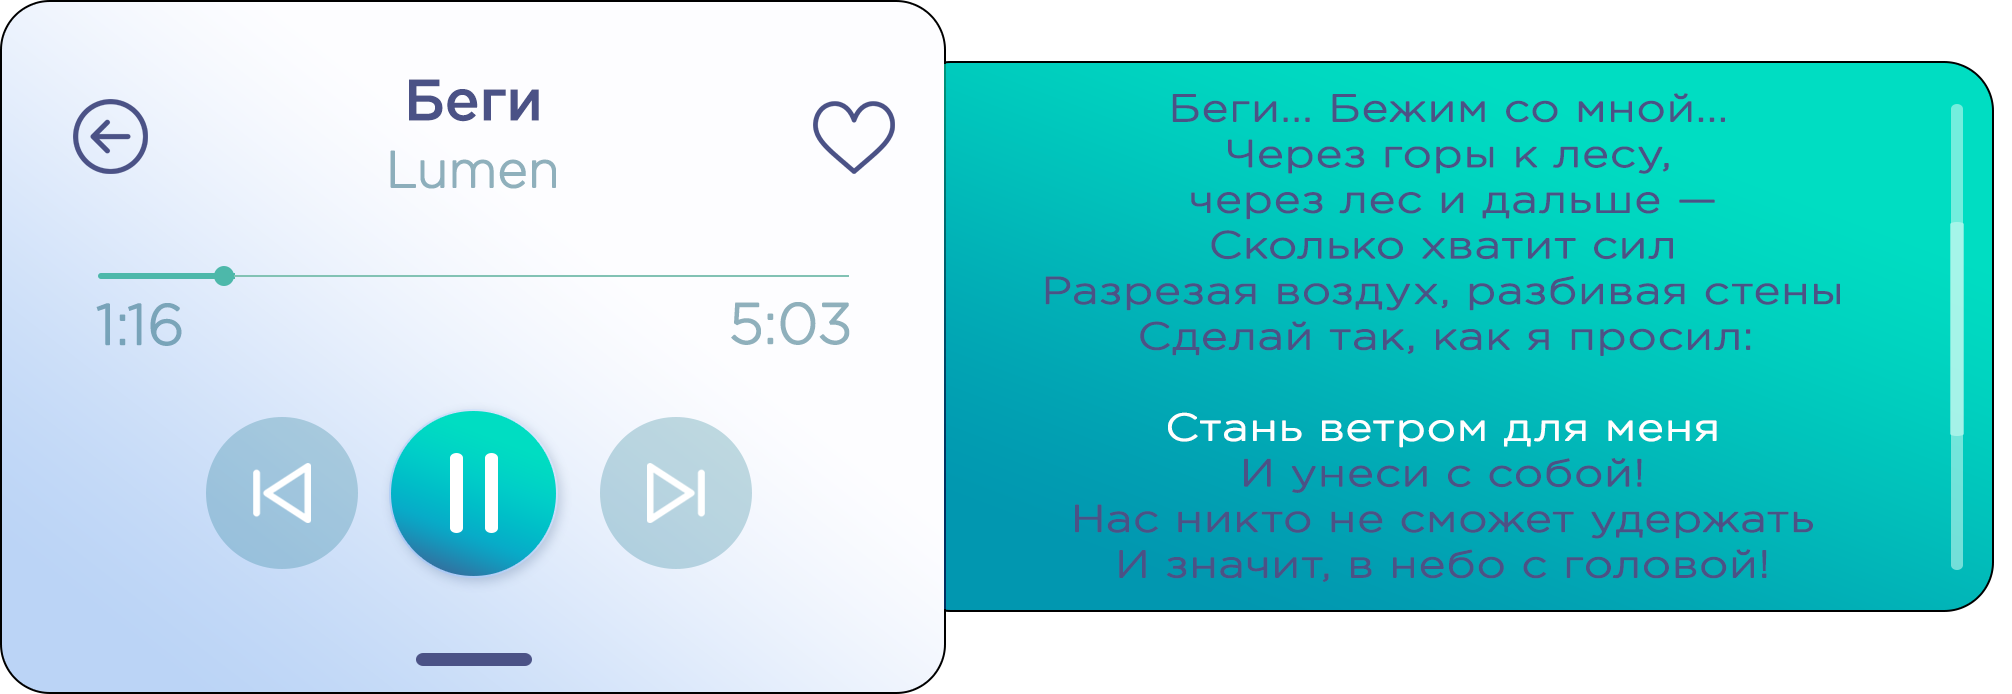 Беги
Lumen
1:16
5:03
Беги... Бежим со мной...
Через горы к лесу,
через лес и дальше —
Сколько хватит сил
Разрезая воздух, разбивая стены
Сделай так, как я просил:
Стань ветром для меня
И унеси с собой!
Нас никто не сможет удержать
И значит, в небо с головой!